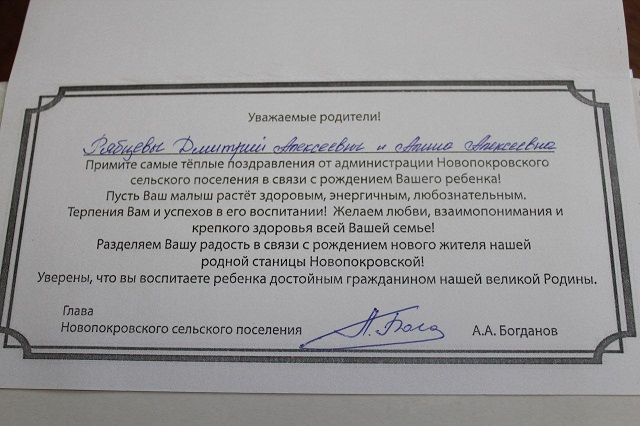 Уважаемые родители!
Рябцевы Дмитрий Алексеевич и Алина Алексеевна
Примите самые тёплые поздравления от администрации Новопокровского
сельского поселения в связи с рождением Вашего ребенка!
Пусть Ваш малыш растёт здоровым, энергичным, любознательным.
Терпения Вам и успехов в его воспитании! Желаем любви, взаимопонимания и
крепкого здоровья всей Вашей семье!
Разделяем Вашу радость в связи с рождением нового жителя нашей
родной станицы Новопокровской!
Уверены, что вы воспитаете ребенка достойным гражданином нашей великой Родины.
Глава
Новопокровского сельского поселения А.А. Богданов